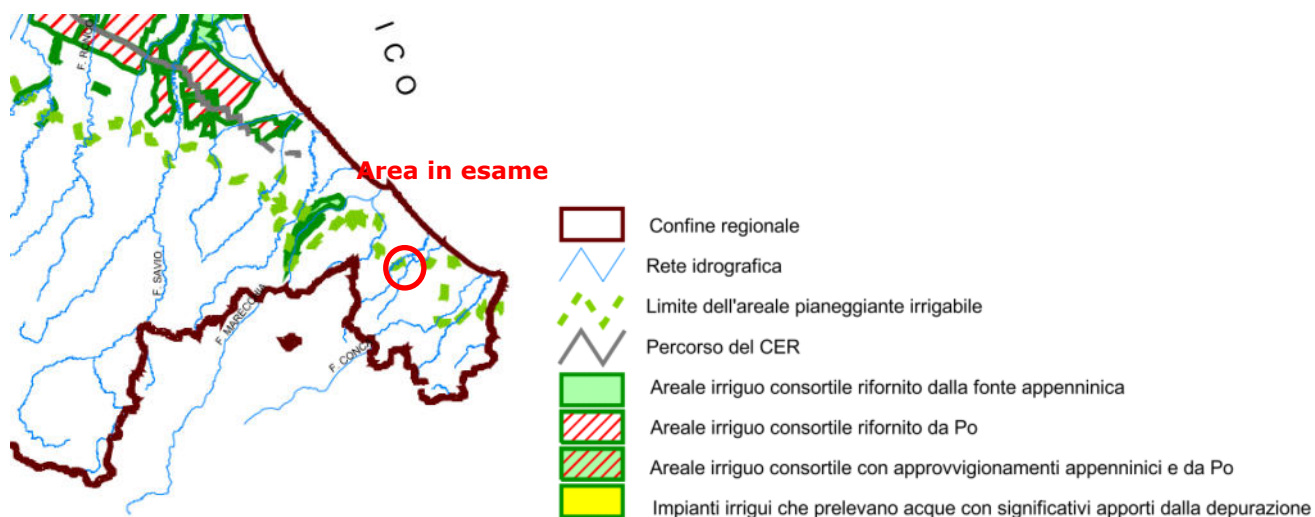 I C O
F. RONCO
Area in esame
F. SAVIO
F. MARECCHIA
F. CONCA
Confine regionale
Rete idrografica
Limite dell'areale pianeggiante irrigabile
Percorso del CER
Areale irriguo consortile rifornito dalla fonte appenninica
Areale irriguo consortile rifornito da Po
Areale irriguo consortile con approvvigionamenti appenninici e da Po
Impianti irrigui che prelevano acque con significativi apporti dalla depurazione